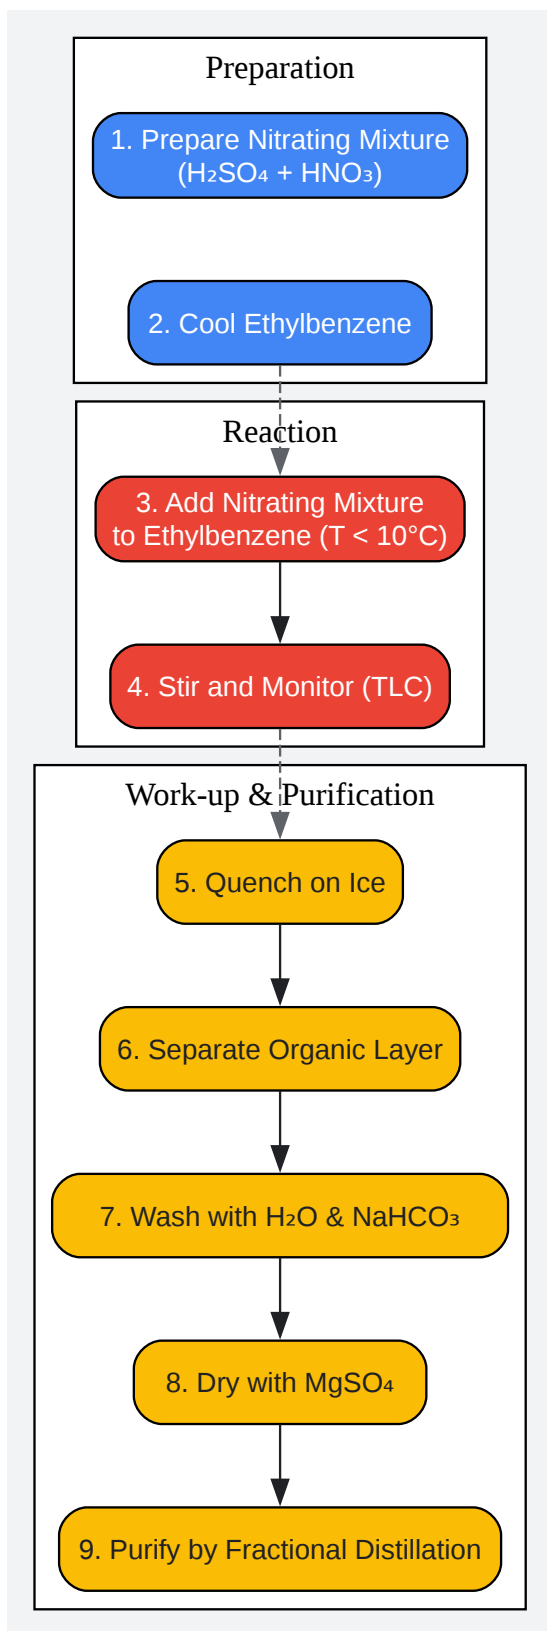 Preparation
1. Prepare Nitrating Mixture
(H₂SO₄ + HNO₃)
2. Cool Ethylbenzene
Reaction
3. Add Nitrating Mixture
to Ethylbenzene (T < 10°C)
4. Stir and Monitor (TLC)
Work-up & Purification
5. Quench on Ice
6. Separate Organic Layer
7. Wash with H₂O & NaHCO₃
8. Dry with MgSO₄
9. Purify by Fractional Distillation